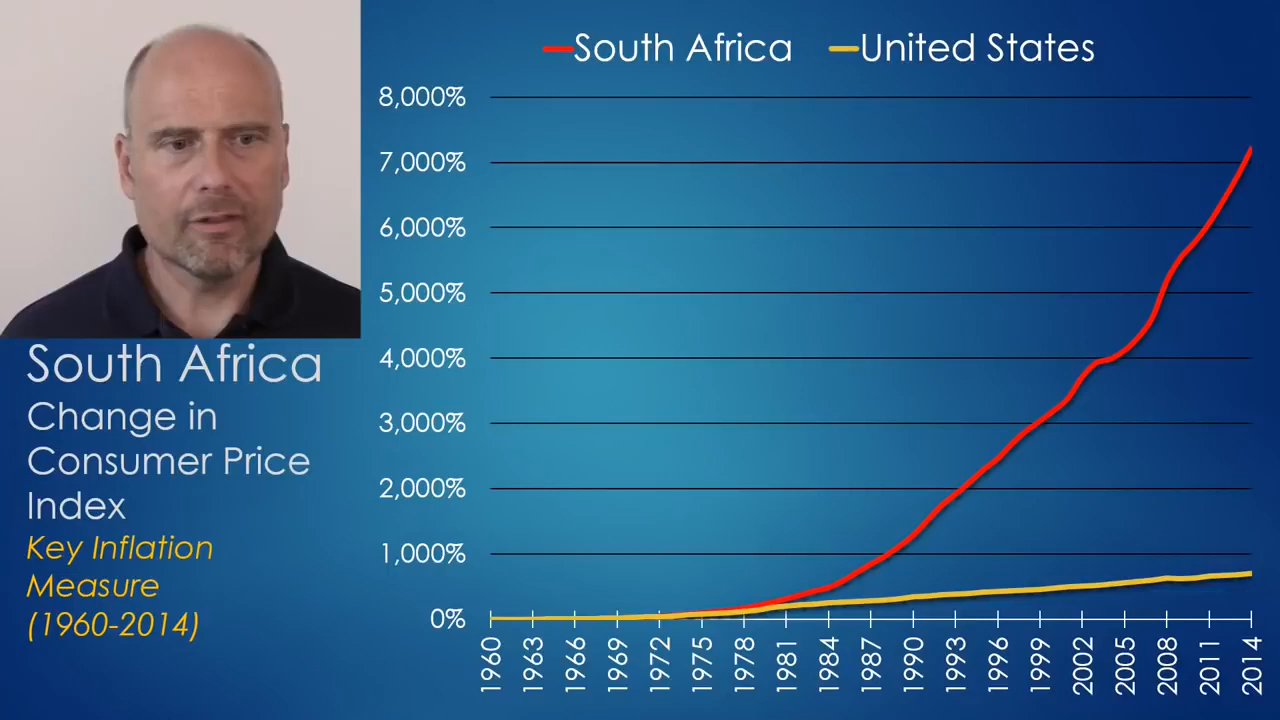 South Africa United States
8,000%
7,000%
6,000%
5,000%
4,000%
3,000%
2,000%
1,000%
0%
1960 1963 1966 1969 1972 1975 1978 1981 1984 1987 1990 1993 1996 1999 2002 2005 2008 2011 2014
South Africa
Change in
Consumer Price
Index
Key Inflation
Measure
(1960-2014)